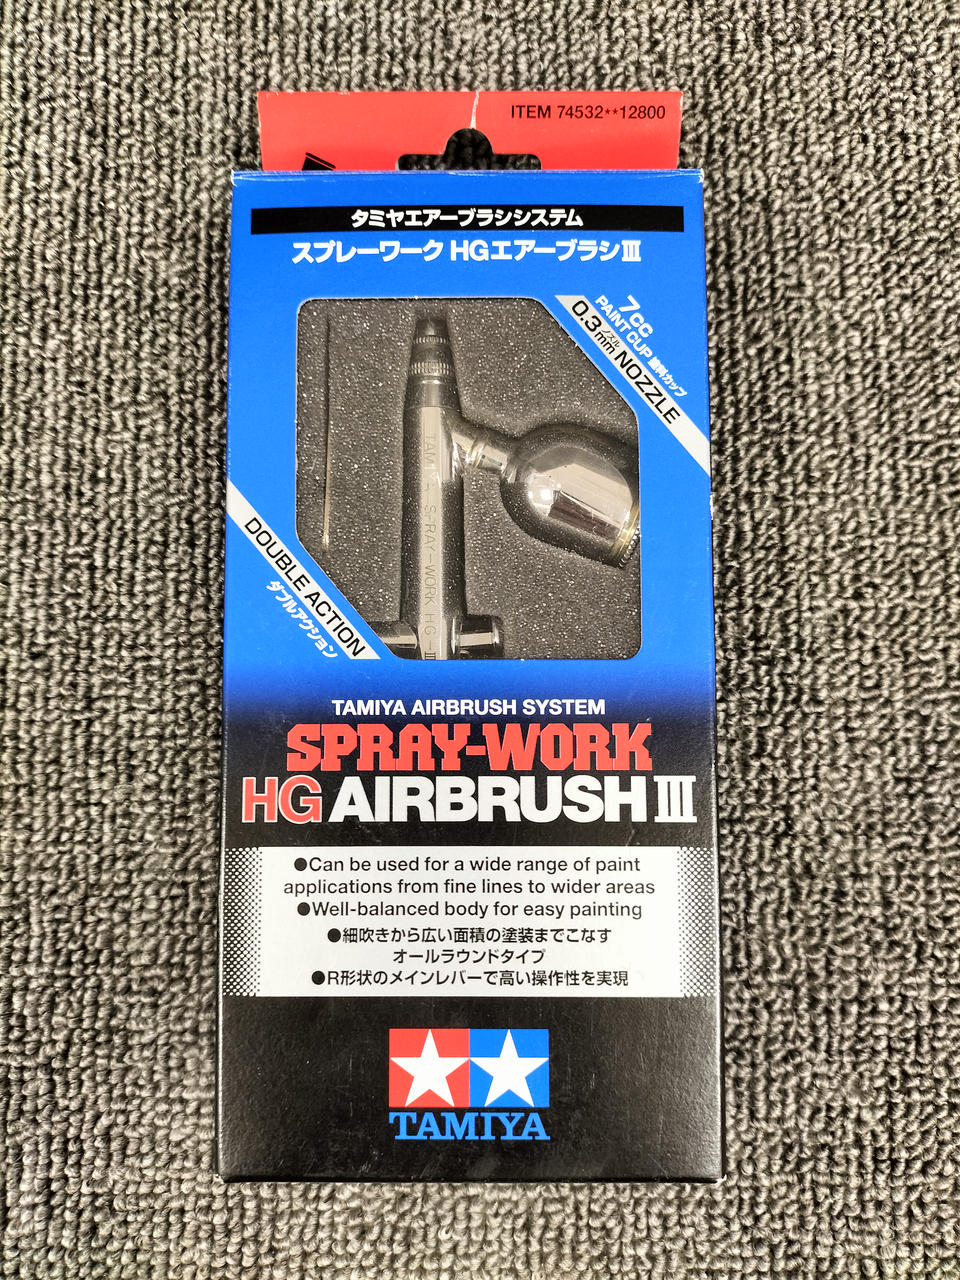 ITEM 74532**12800
タミヤエアーブラシシステム
スプレーワーク HGエアーブラシIII
7cc
PAINT CUP 塗料カップ
0.3mm ノズル NOZZLE
TAMIYA SPRAY-WORK HG-III
DOUBLE ACTION
ダブルアクション
TAMIYA AIRBRUSH SYSTEM
SPRAY-WORK
HG AIRBRUSH III
●Can be used for a wide range of paint
applications from fine lines to wider areas
●Well-balanced body for easy painting
●細吹きから広い面積の塗装までこなす
オールラウンドタイプ
●R形状のメインレバーで高い操作性を実現
TAMIYA